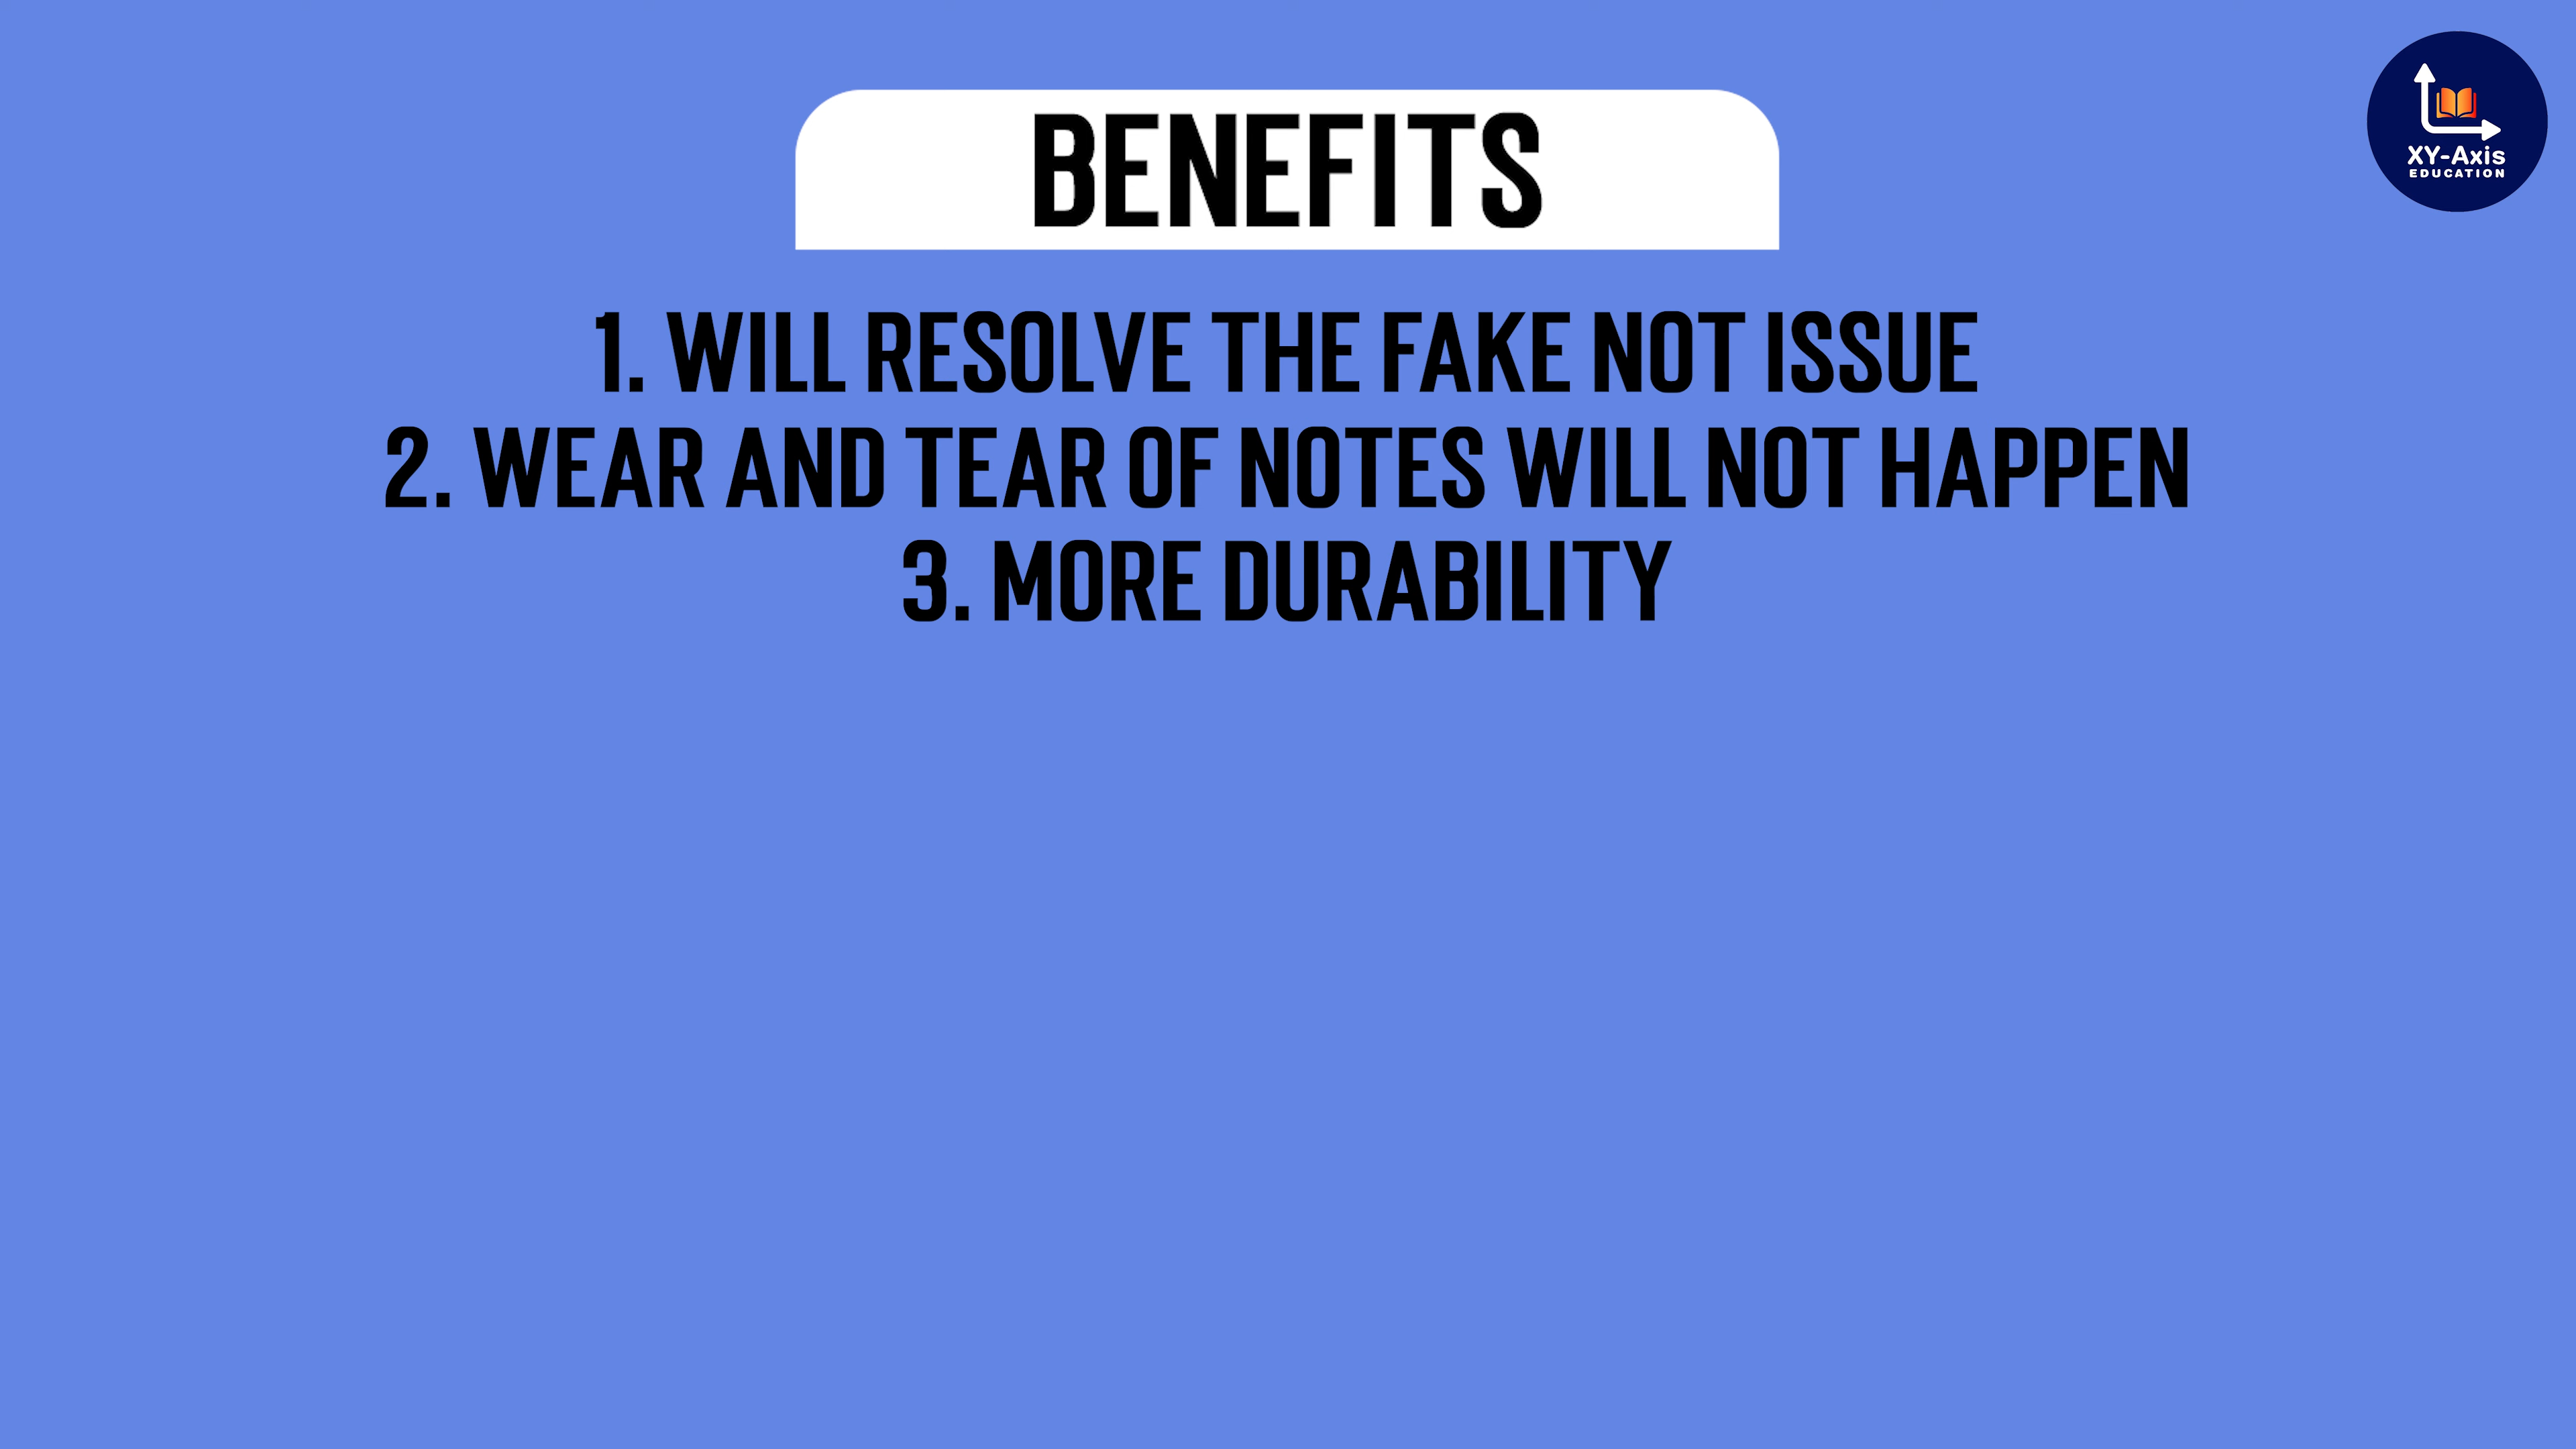 XY-Axis
EDUCATION
BENEFITS
1. WILL RESOLVE THE FAKE NOT ISSUE
2. WEAR AND TEAR OF NOTES WILL NOT HAPPEN
3. MORE DURABILITY